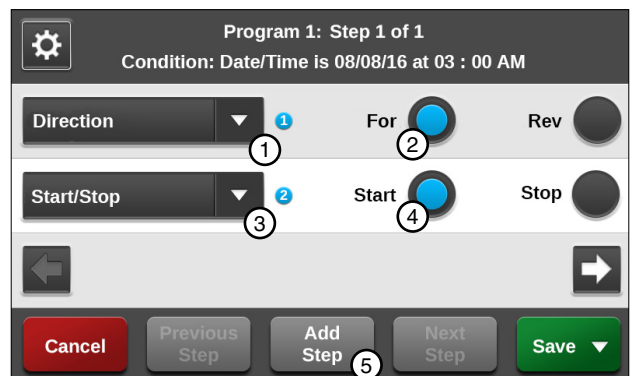 Program 1: Step 1 of 1
Condition: Date/Time is 08/08/16 at 03 : 00 AM
Direction 1 For Rev
1 2
Start/Stop 2 Start Stop
3 4
Cancel Previous Step Add Step Next Step Save
5